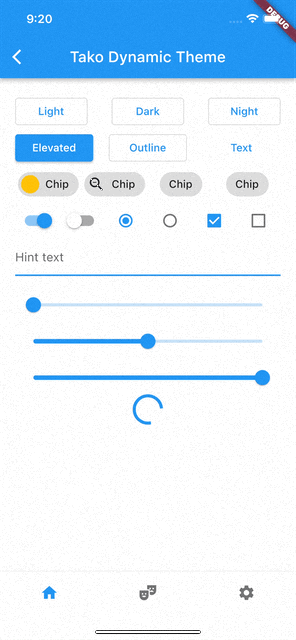 9:20
DEBUG
Tako Dynamic Theme
Light Dark Night
Elevated Outline Text
Chip Chip Chip Chip
Hint text